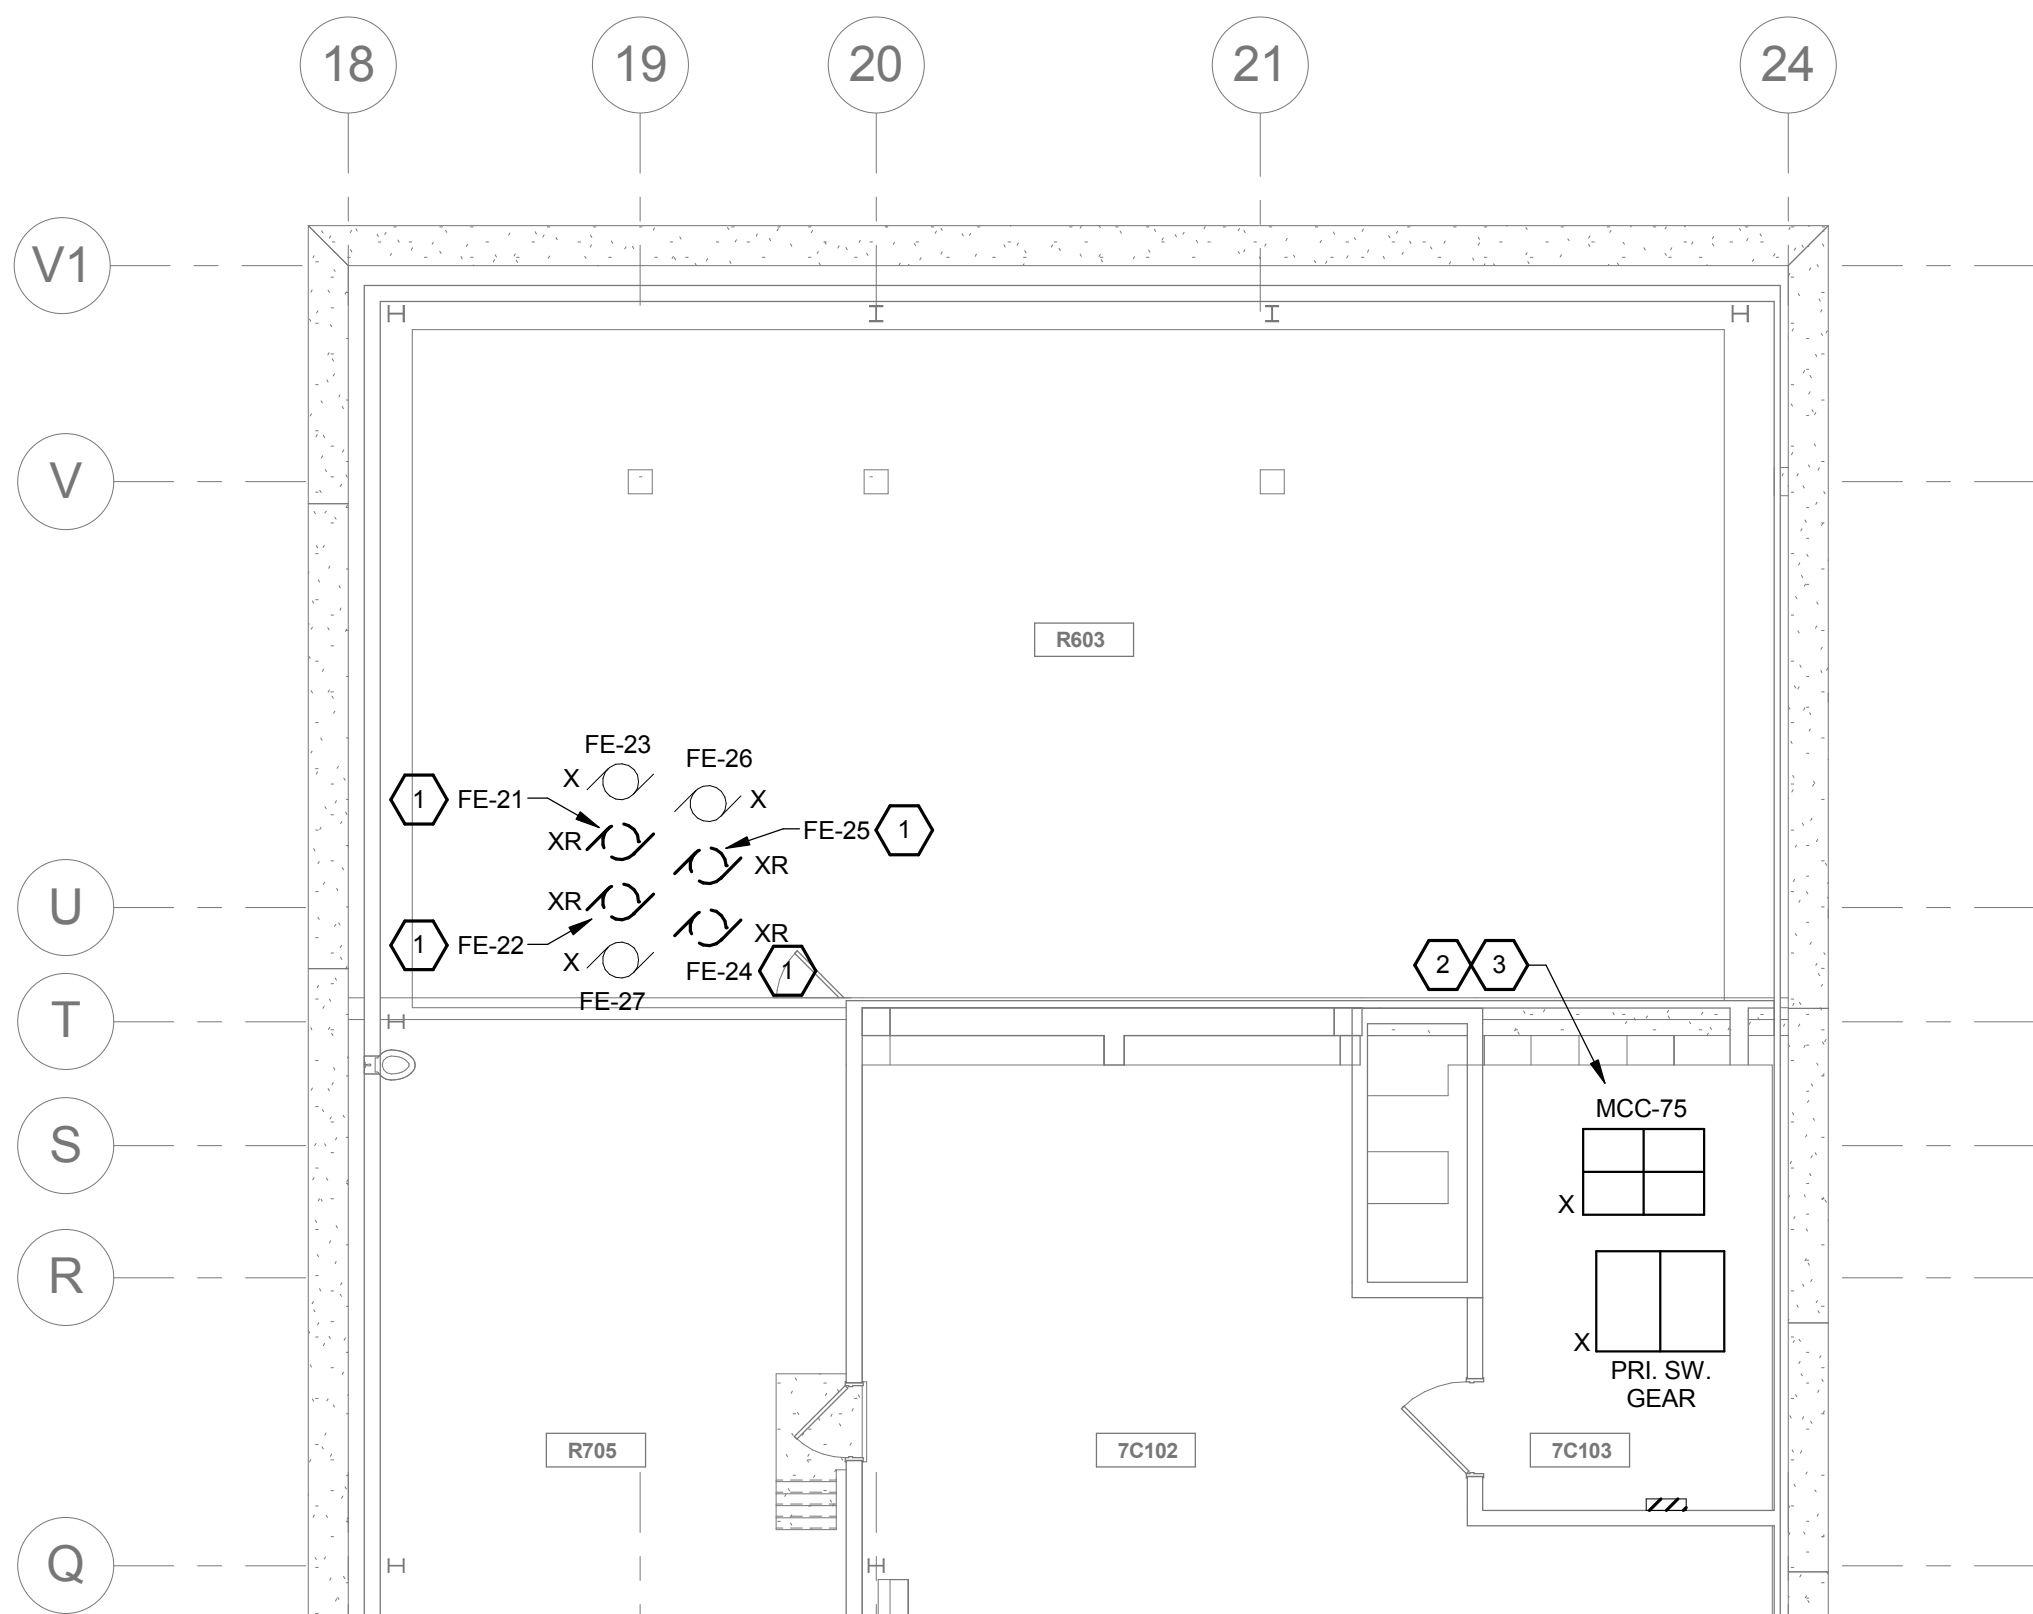 18
19
20
21
24
V1
V
R603
FE-23
FE-26
X
X
1
FE-21
XR
FE-25
1
XR
U
XR
1
FE-22
XR
X
FE-24
1
FE-27
2
3
T
MCC-75
S
X
R
X
PRI. SW.
GEAR
R705
7C102
7C103
Q